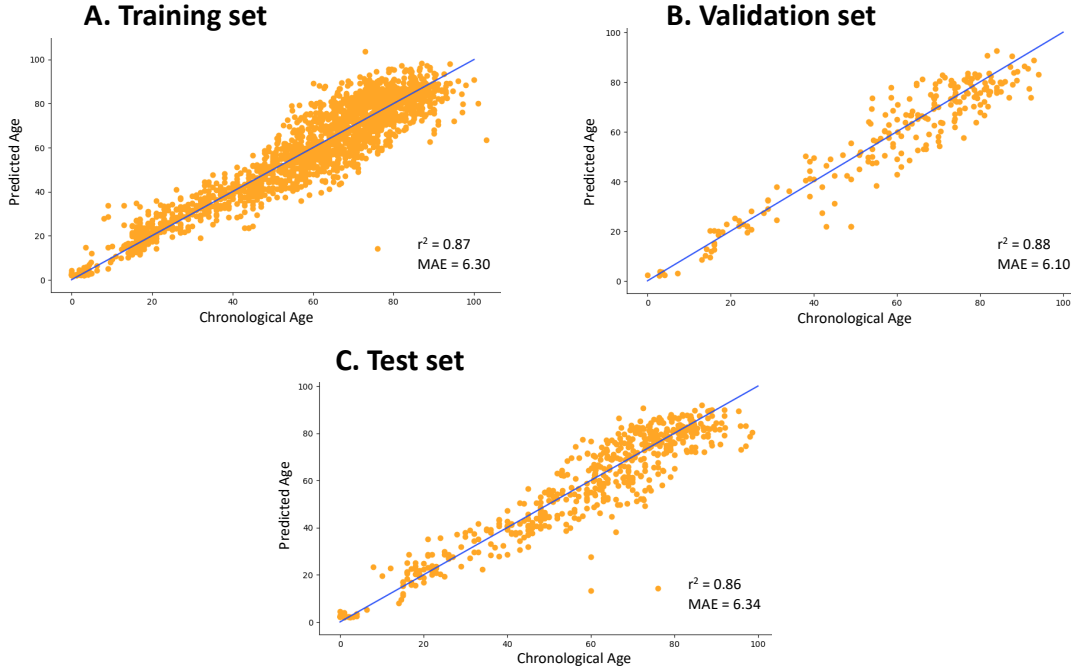 A. Training set
100
80
60
40
20
0
Predicted Age
0 20 40 60 80 100
Chronological Age
r² = 0.87
MAE = 6.30
B. Validation set
100
80
60
40
20
0
Predicted Age
0 20 40 60 80 100
Chronological Age
r² = 0.88
MAE = 6.10
C. Test set
100
80
60
40
20
0
Predicted Age
0 20 40 60 80 100
Chronological Age
r² = 0.86
MAE = 6.34